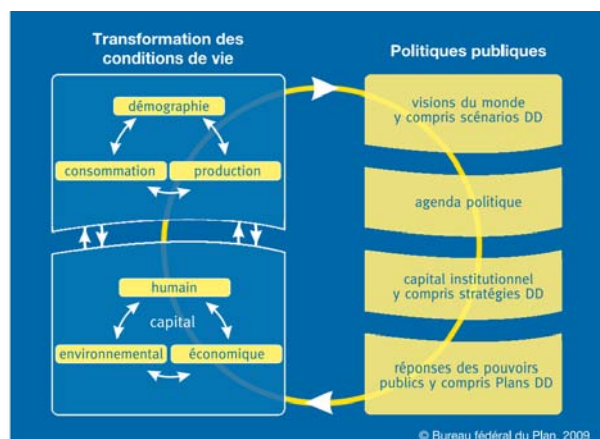 Transformation des
conditions de vie
démographie
consommation
production
humain
capital
environnemental
économique
Politiques publiques
visions du monde
y compris scénarios DD
agenda politique
capital institutionnel
y compris stratégies DD
réponses des pouvoirs
publics y compris Plans DD
© Bureau fédéral du Plan, 2009